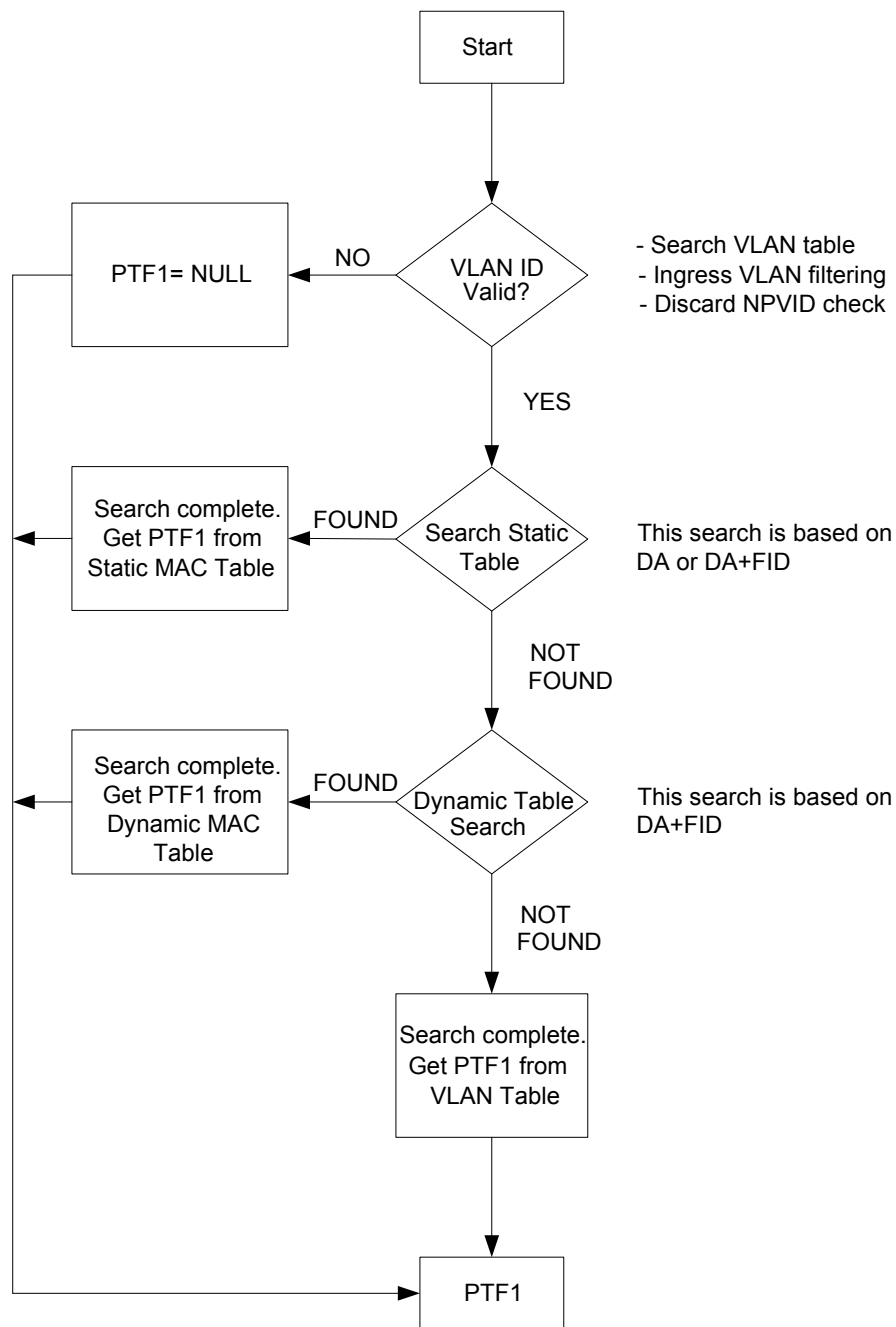 Start
PTF1= NULL
NO
VLAN ID
Valid?
- Search VLAN table
- Ingress VLAN filtering
- Discard NPVID check
YES
Search complete.
Get PTF1 from
Static MAC Table
FOUND
Search Static
Table
This search is based on
DA or DA+FID
NOT
FOUND
Search complete.
Get PTF1 from
Dynamic MAC
Table
FOUND
Dynamic Table
Search
This search is based on
DA+FID
NOT
FOUND
Search complete.
Get PTF1 from
VLAN Table
PTF1